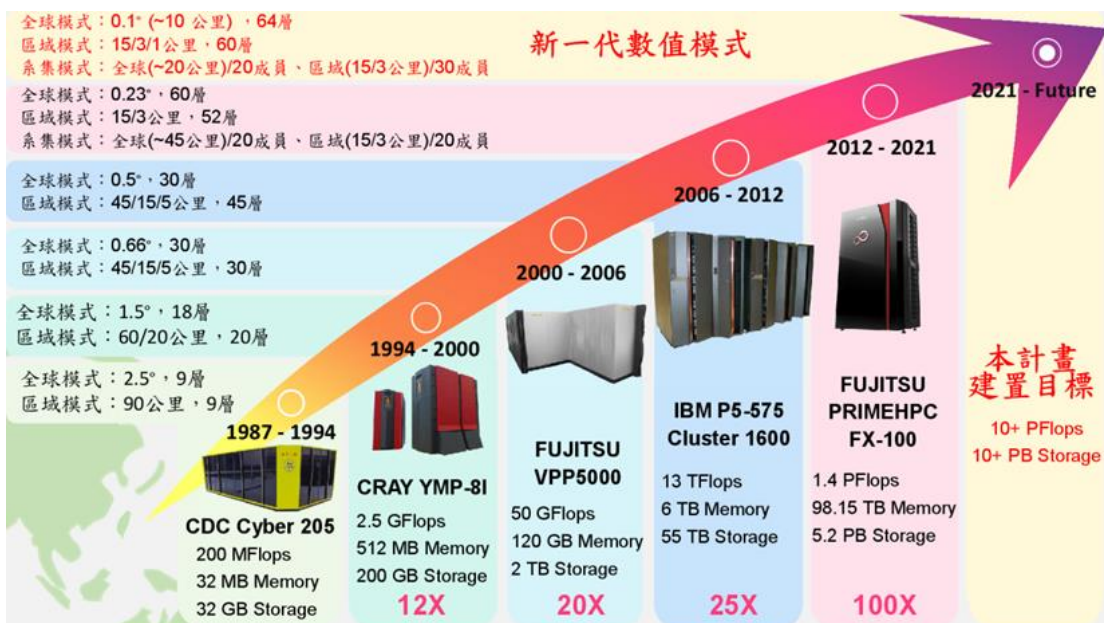 全球模式：0.1° (~10 公里) ，64層
區域模式：15/3/1公里，60層
系集模式：全球(~20公里)/20成員、區域(15/3公里)/30成員
新一代數值模式
2021 - Future
全球模式：0.23°，60層
區域模式：15/3公里，52層
系集模式：全球(~45公里)/20成員、區域(15/3公里)/20成員
2012 - 2021
全球模式：0.5°，30層
區域模式：45/15/5公里，45層
2006 - 2012
全球模式：0.66°，30層
區域模式：45/15/5公里，30層
2000 - 2006
全球模式：1.5°，18層
區域模式：60/20公里，20層
1994 - 2000
全球模式：2.5°，9層
區域模式：90公里，9層
1987 - 1994
CDC Cyber 205
200 MFlops
32 MB Memory
32 GB Storage
CRAY YMP-8I
2.5 GFlops
512 MB Memory
200 GB Storage
12X
FUJITSU
VPP5000
50 GFlops
120 GB Memory
2 TB Storage
20X
IBM P5-575
Cluster 1600
13 TFlops
6 TB Memory
55 TB Storage
25X
FUJITSU
PRIMEHPC
FX-100
1.4 PFlops
98.15 TB Memory
5.2 PB Storage
100X
本計畫
建置目標
10+ PFlops
10+ PB Storage